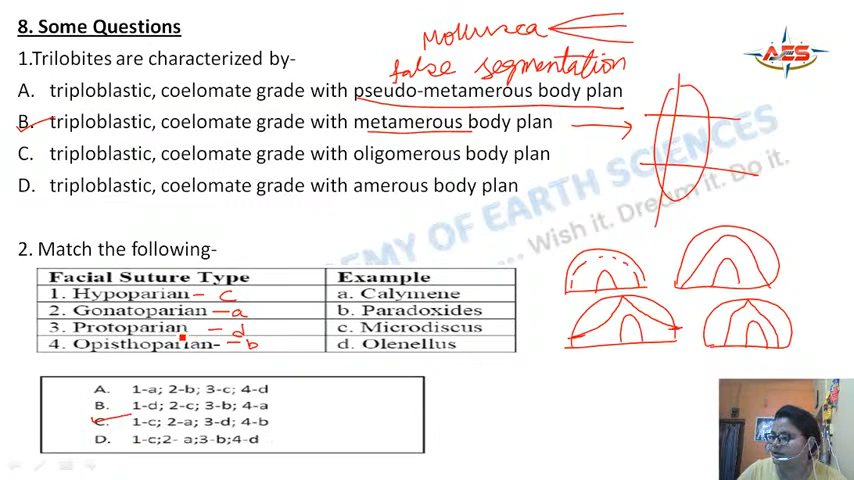 8. Some Questions
Mollusca
AES
1.Trilobites are characterized by-
false segmentation
A. triploblastic, coelomate grade with pseudo-metamerous body plan
B. triploblastic, coelomate grade with metamerous body plan
C. triploblastic, coelomate grade with oligomerous body plan
D. triploblastic, coelomate grade with amerous body plan
EMY OF EARTH SCIENCES
... Wish it. Dream it. Do it.
2. Match the following-
Facial Suture Type Example
1. Hypoparian – c a. Calymene
2. Gonatoparian – a b. Paradoxides
3. Protoparian – d c. Microdiscus
4. Opisthoparian- – b d. Olenellus
A. 1-a; 2-b; 3-c; 4-d
B. 1-d; 2-c; 3-b; 4-a
C. 1-c; 2-a; 3-d; 4-b
D. 1-c;2- a;3-b;4-d